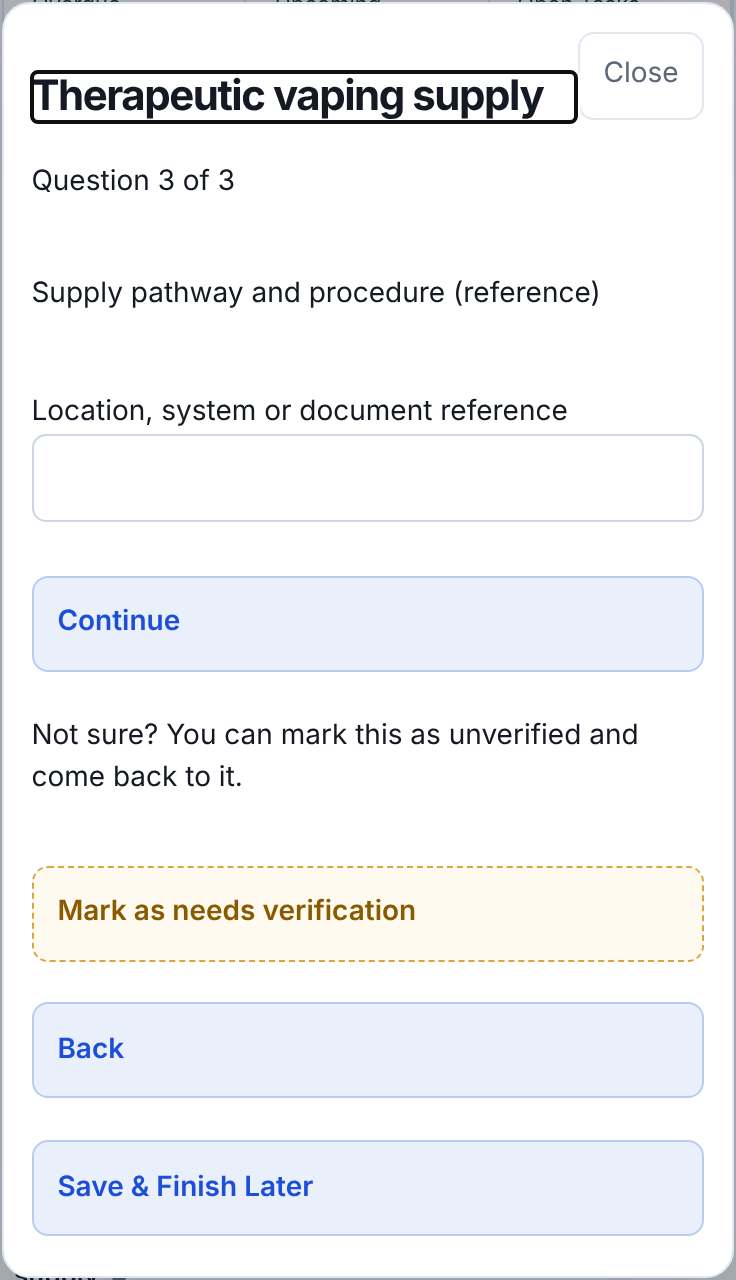 Close
Therapeutic vaping supply
Question 3 of 3
Supply pathway and procedure (reference)
Location, system or document reference
Continue
Not sure? You can mark this as unverified and
come back to it.
Mark as needs verification
Back
Save & Finish Later